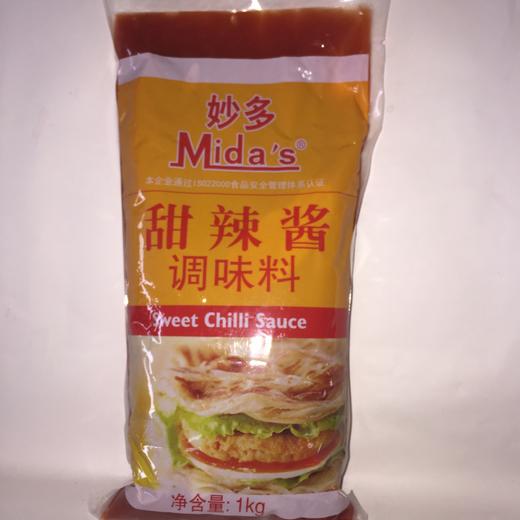 妙多
Mida's®
本企业通过ISO22000食品安全管理体系认证
甜辣酱
调味料
Sweet Chilli Sauce
净含量: 1kg